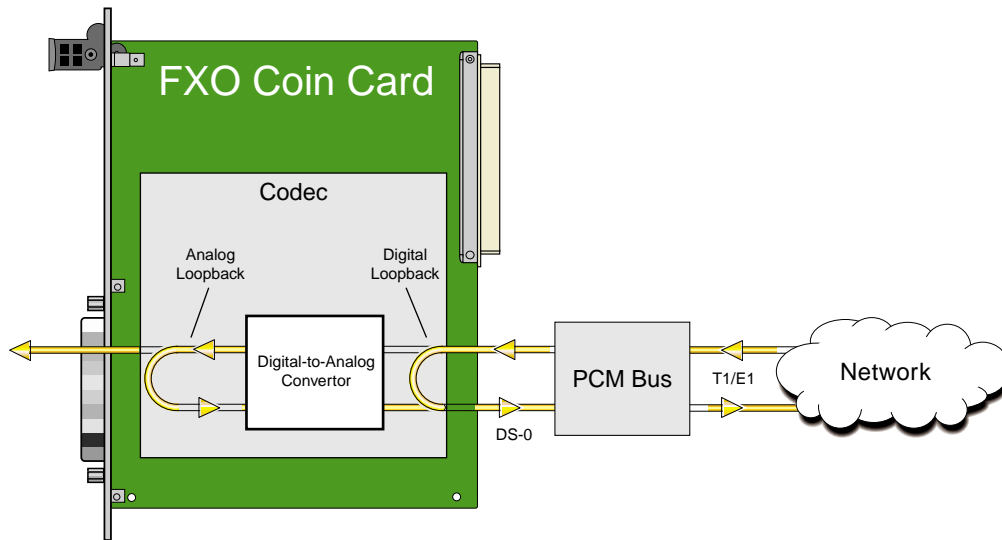 FXO Coin Card
Codec
Analog
Loopback
Digital
Loopback
Digital-to-Analog
Convertor
PCM Bus
T1/E1
Network
DS-0